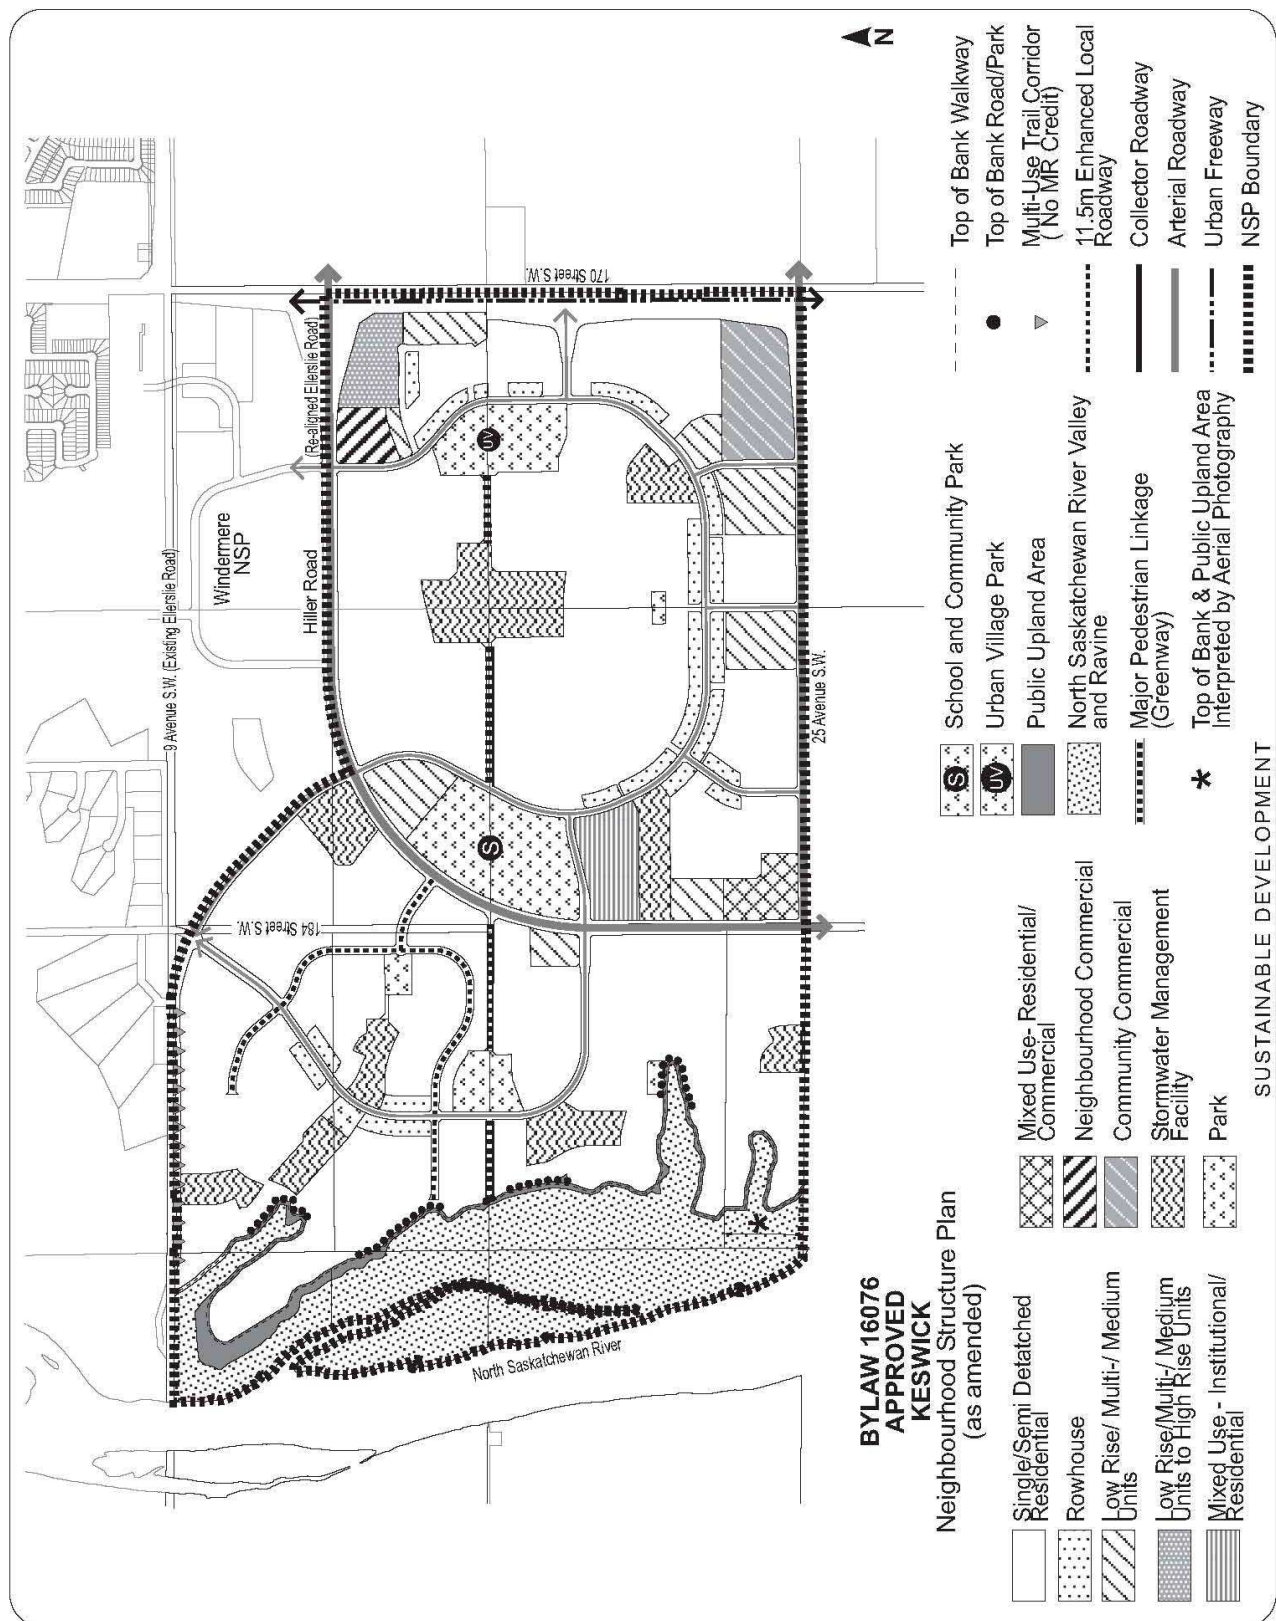 N
9 Avenue S.W. (Existing Ellerslie Road)
Windermere
NSP
Hiller Road
(Re-aligned Ellerslie Road)
170 Street S.W.
184 Street S.W.
25 Avenue S.W.
North Saskatchewan River
S
UV
BYLAW 16076
APPROVED
KESWICK
Neighbourhood Structure Plan
(as amended)
Single/Semi Detached
Residential
Rowhouse
Low Rise/ Multi-/ Medium
Units
Low Rise/Multi-/ Medium
Units to High Rise Units
Mixed Use - Institutional/
Residential
Mixed Use- Residential/
Commercial
Neighbourhood Commercial
Community Commercial
Stormwater Management
Facility
Park
S
School and Community Park
UV
Urban Village Park
Public Upland Area
North Saskatchewan River Valley
and Ravine
Major Pedestrian Linkage
(Greenway)
Top of Bank & Public Upland Area
Interpreted by Aerial Photography
Top of Bank Walkway
Top of Bank Road/Park
Multi-Use Trail Corridor
( No MR Credit)
11.5m Enhanced Local
Roadway
Collector Roadway
Arterial Roadway
Urban Freeway
NSP Boundary
SUSTAINABLE DEVELOPMENT